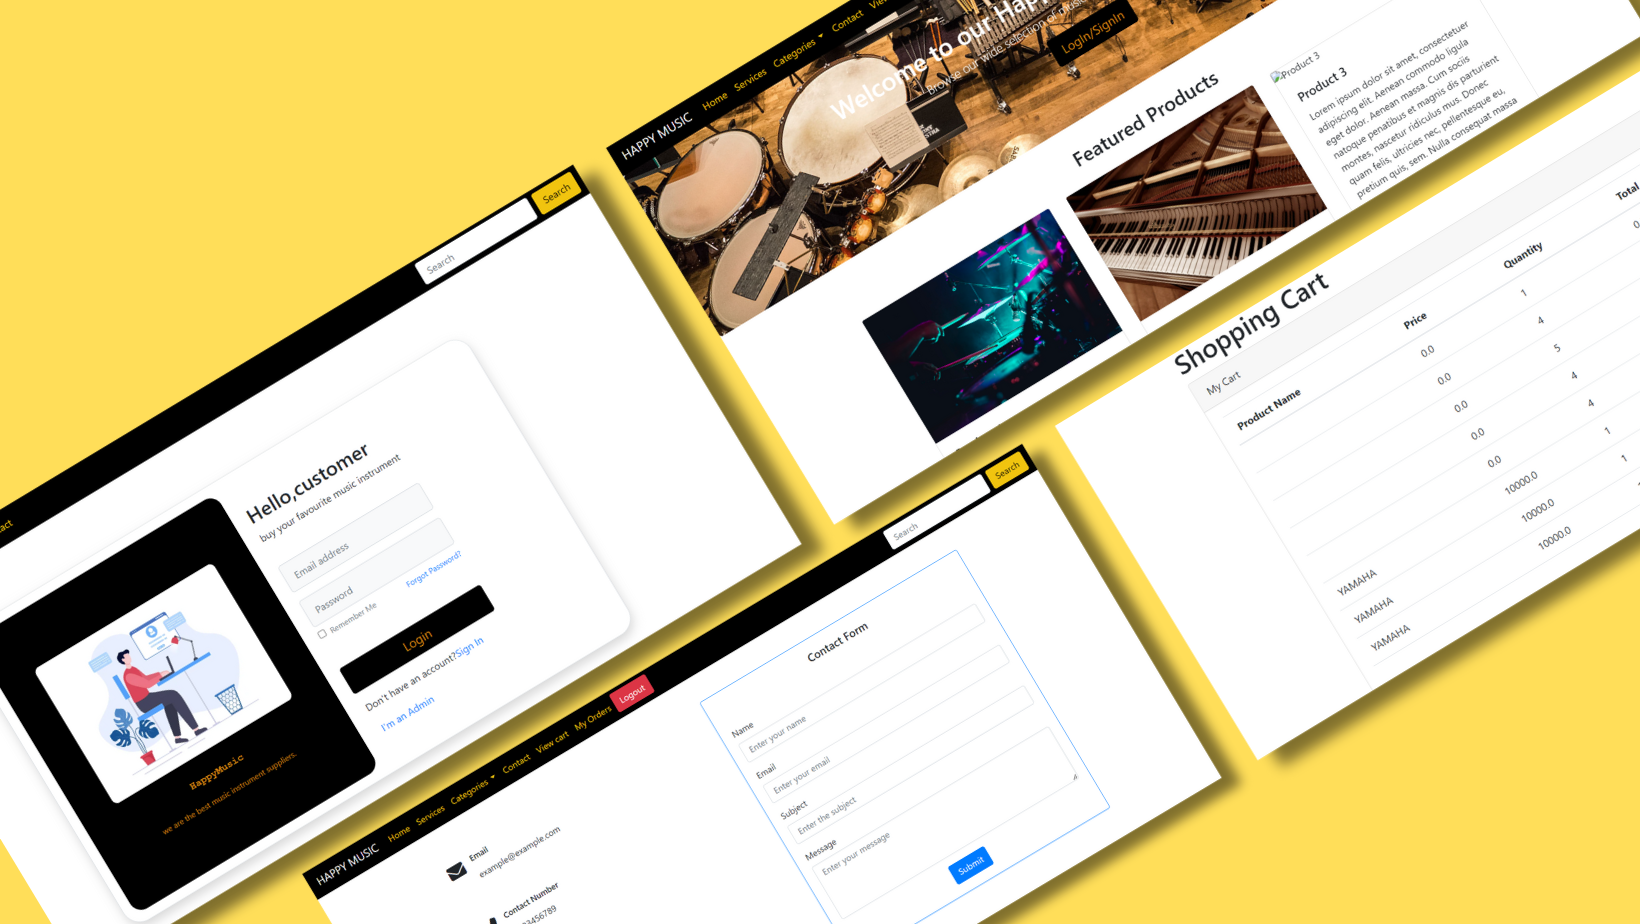 HAPPY MUSIC
Home
Services
Categories
Contact
Welcome to our
Browse our wide selection of
Login/SignIn
Featured Products
Product 3
Product 3
Lorem ipsum dolor sit amet, consectetuer
adipiscing elit. Aenean commodo ligula
eget dolor. Aenean massa. Cum sociis
natoque penatibus et magnis dis parturient
montes, nascetur ridiculus mus. Donec
quam felis, ultricies nec, pellentesque eu,
pretium quis, sem. Nulla consequat massa
Search
Search
Hello,customer
buy your favourite music instrument
Email address
Password
Remember Me
Forgot Password?
Login
Don't have an account?Sign In
I'm an Admin
HappyMusic
we are the best music instrument suppliers.
Shopping Cart
My Cart
Product Name Price Quantity Total
0.0 1
0.0 4
0.0 5
0.0 4
0.0 4
YAMAHA 10000.0 1
YAMAHA 10000.0 1
YAMAHA 10000.0
HAPPY MUSIC
Home
Services
Categories
Contact
View cart
My Orders
Logout
Search
Search
Email
example@example.com
Contact Number
Contact Form
Name
Enter your name
Email
Enter your email
Subject
Enter the subject
Message
Enter your message
Submit